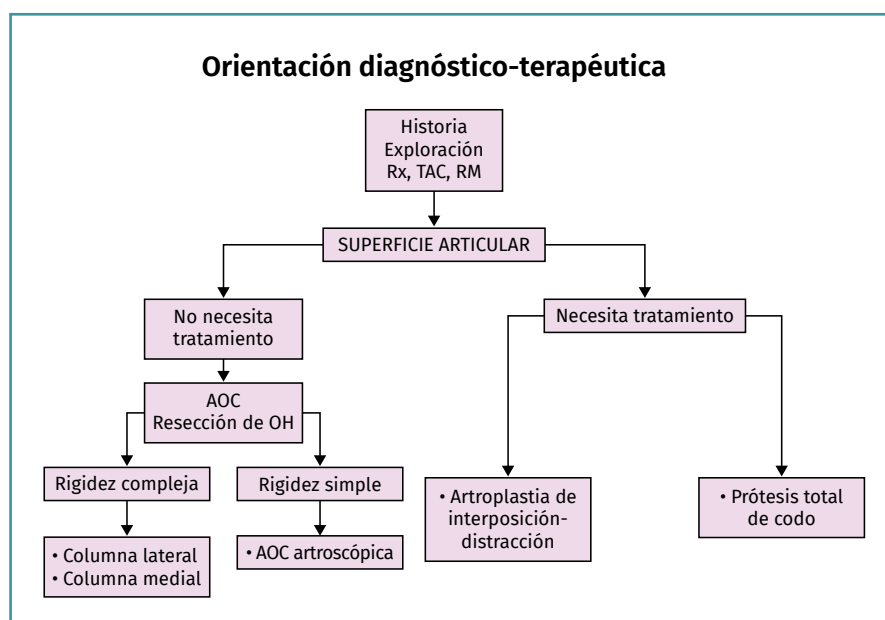 Orientación diagnóstico-terapéutica
Historia
Exploración
Rx, TAC, RM
SUPERFICIE ARTICULAR
No necesita
tratamiento
Necesita tratamiento
AOC
Resección de OH
Rigidez compleja
Rigidez simple
• Columna lateral
• Columna medial
• AOC artroscópica
• Artroplastia de
interposición-
distracción
• Prótesis total
de codo